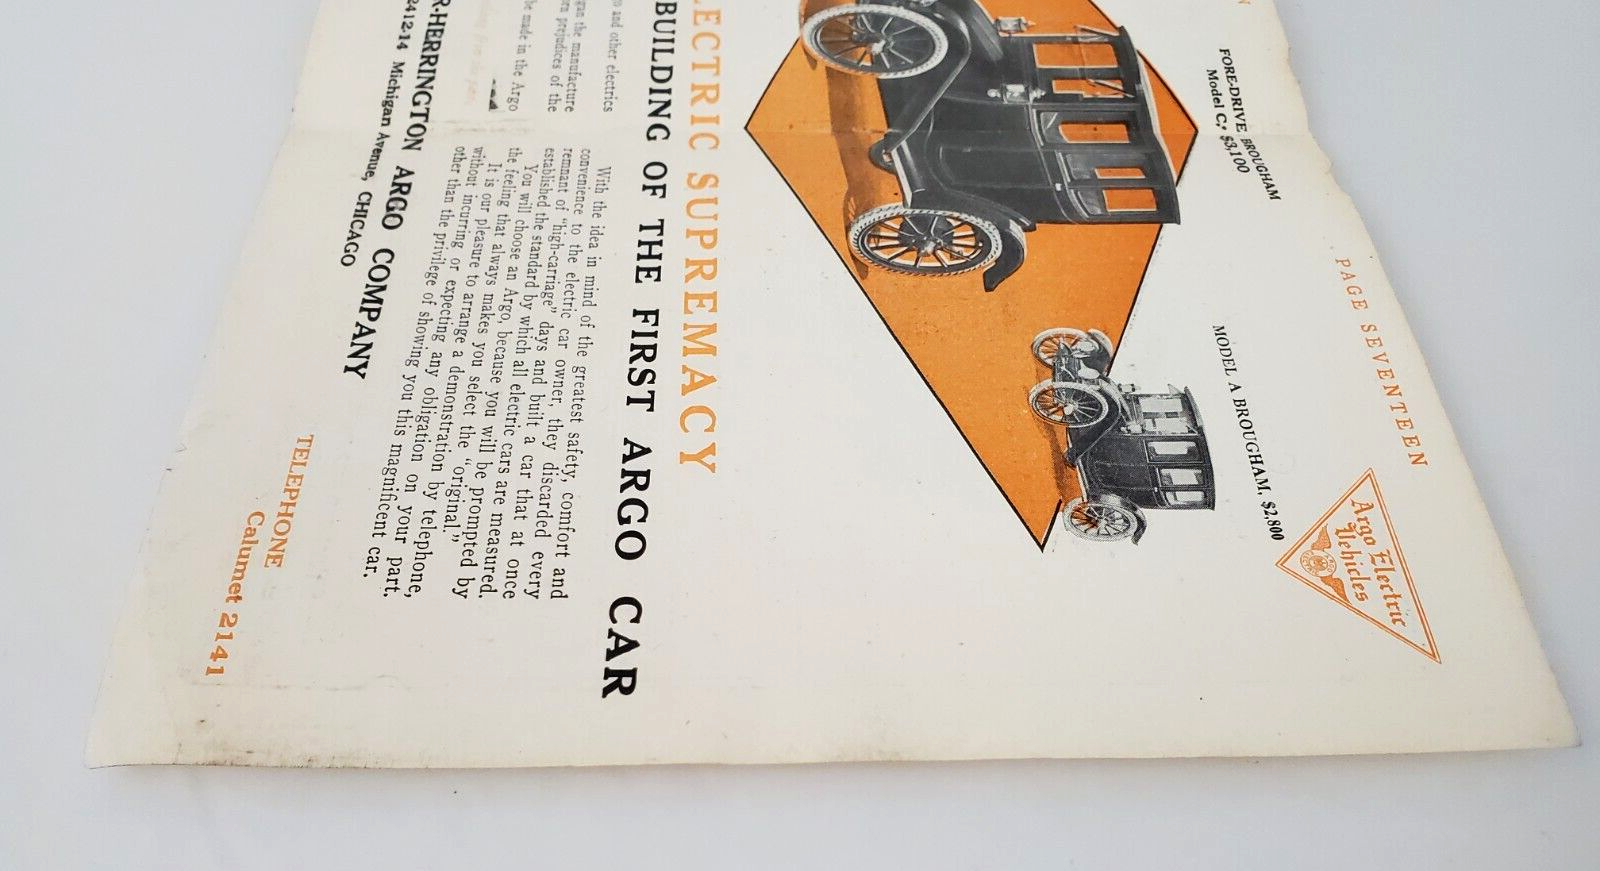 PAGE SEVENTEEN
Argo Electric
Vehicles
FORE-DRIVE BROUGHAM
Model C, $3,100
MODEL A BROUGHAM, $2,800
LECTRIC SUPREMACY
BUILDING OF THE FIRST ARGO CAR
and other electrics
gan the manufacture
prejudices of the
be made in the Argo
With the idea in mind of the greatest safety, comfort and
convenience to the electric car owner, they discarded every
remnant of "high-carriage" days and built a car that at once
established the standard by which all electric cars are measured.
You will choose an Argo, because you will be prompted by
the feeling that always makes you select the "original."
It is our pleasure to arrange a demonstration by telephone,
without incurring or expecting any obligation on your part,
other than the privilege of showing you this magnificent car.
R-HERRINGTON ARGO COMPANY
2412-14 Michigan Avenue, CHICAGO
TELEPHONE
Calumet 2141